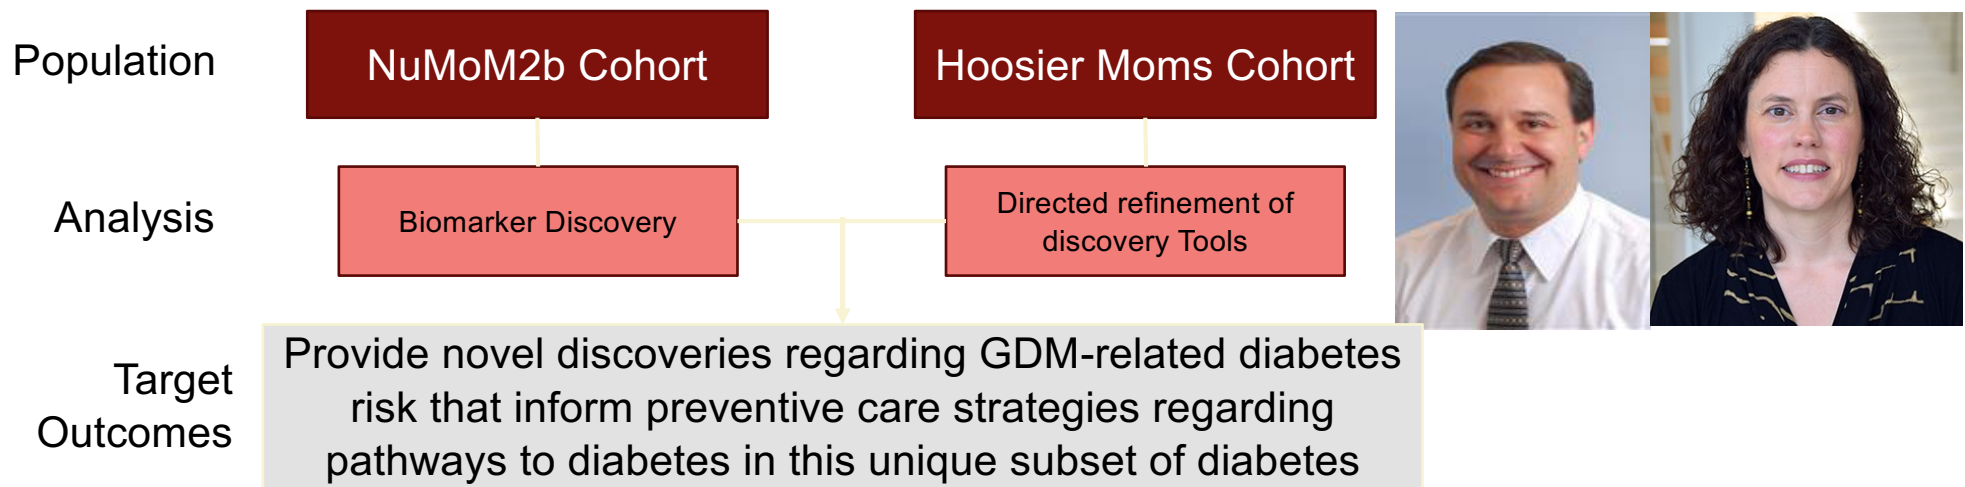 Population
NuMoM2b Cohort
Hoosier Moms Cohort
Analysis
Biomarker Discovery
Directed refinement of
discovery Tools
Target
Outcomes
Provide novel discoveries regarding GDM-related diabetes
risk that inform preventive care strategies regarding
pathways to diabetes in this unique subset of diabetes